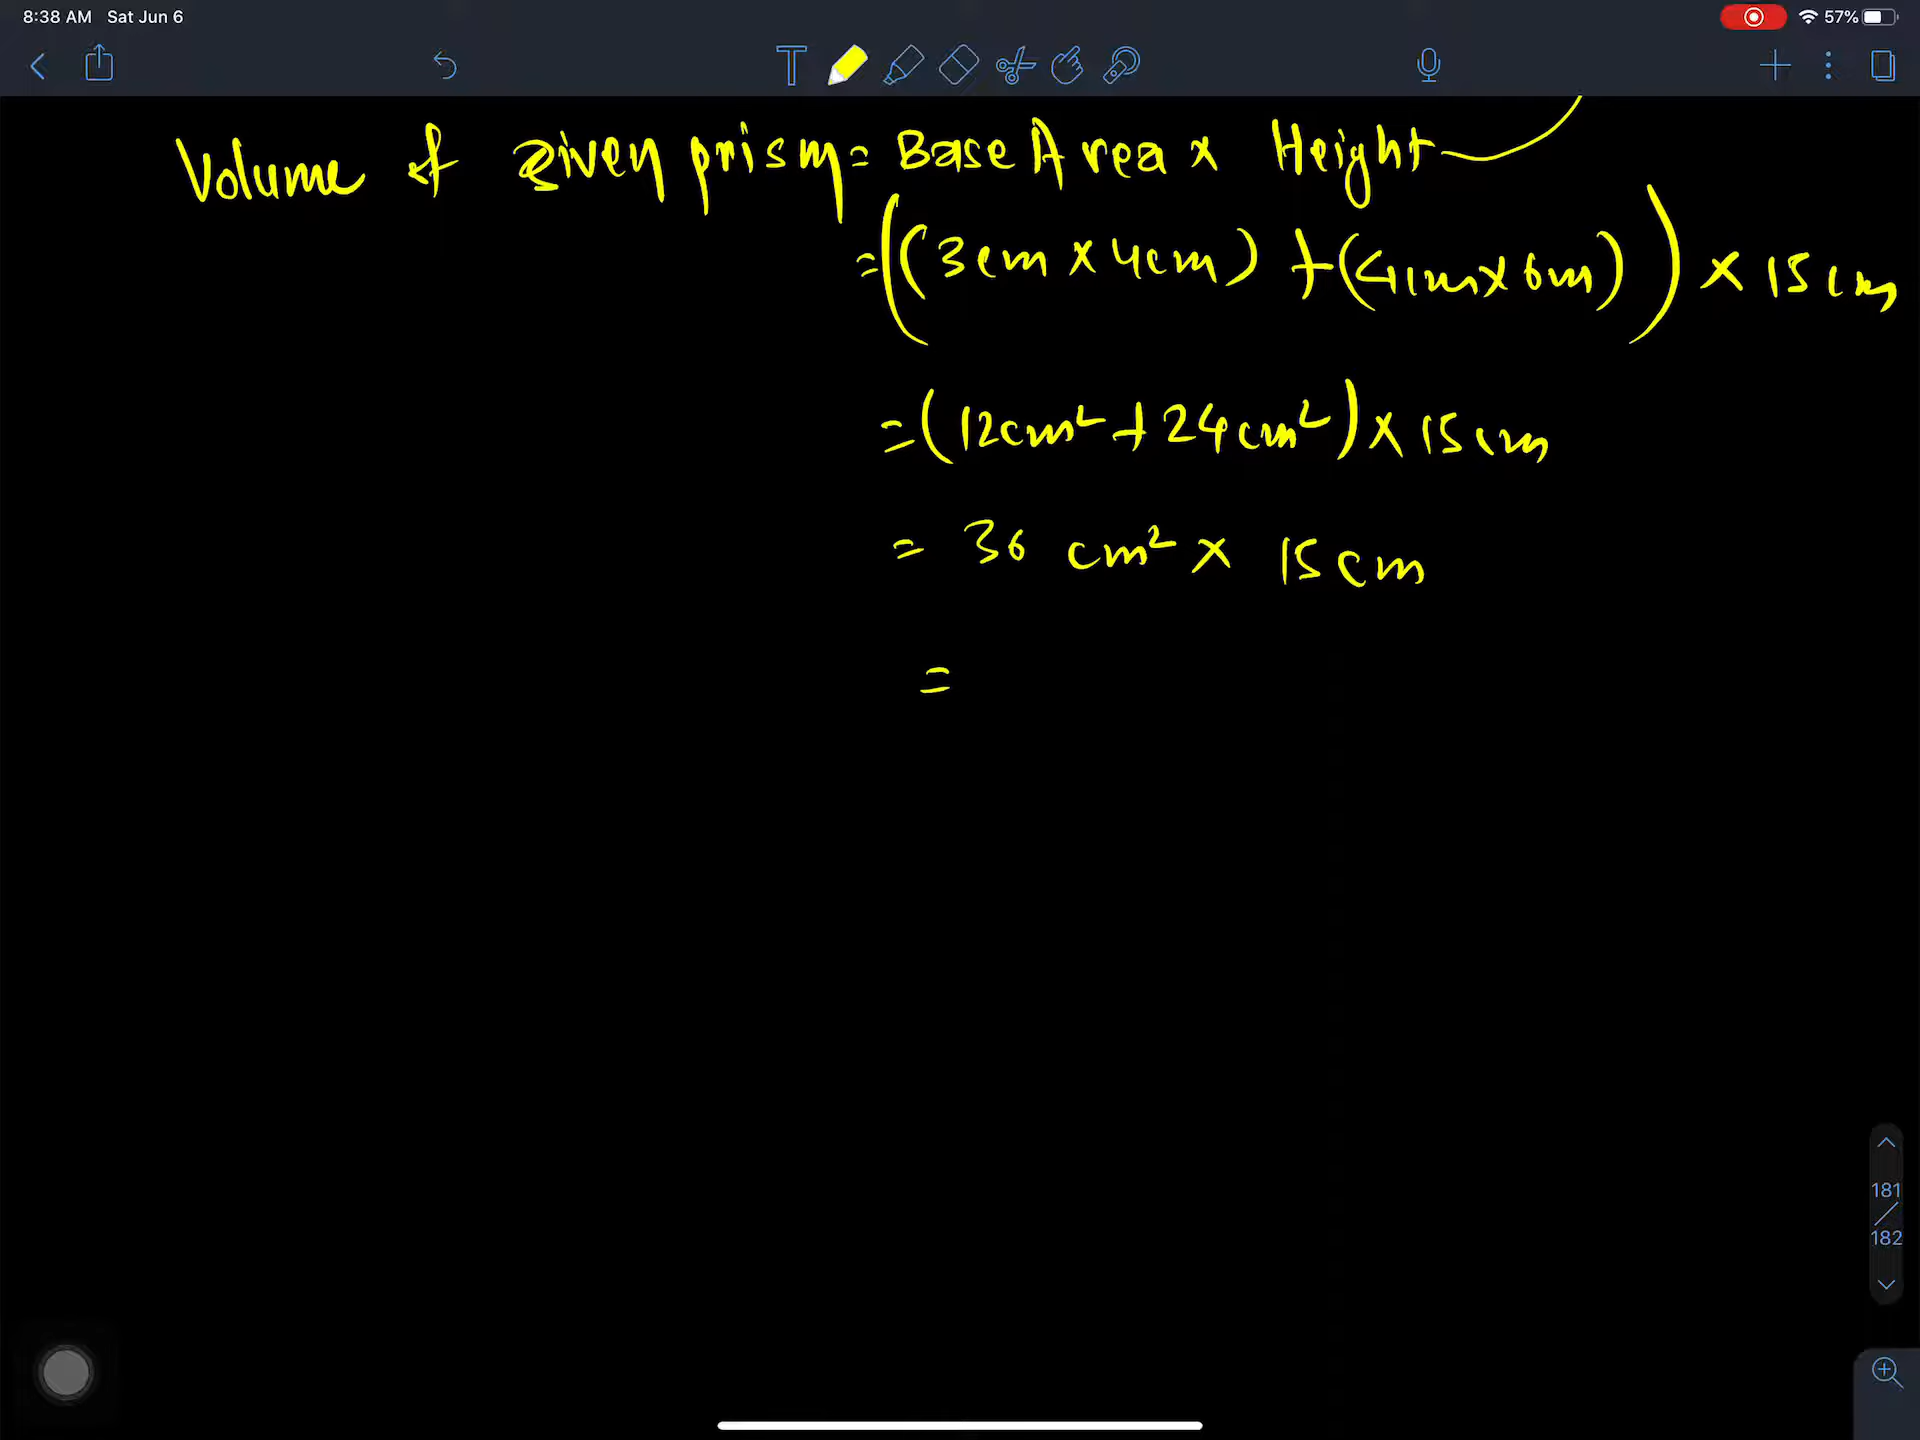 8:38 AM Sat Jun 6 57%
T
Volume of given prism = Base Area x Height
= ((3cm x 4cm) + (4cm x 6m)) x 15cm
= (12cm² + 24cm²) x 15cm
= 36 cm² x 15cm
=
181
182